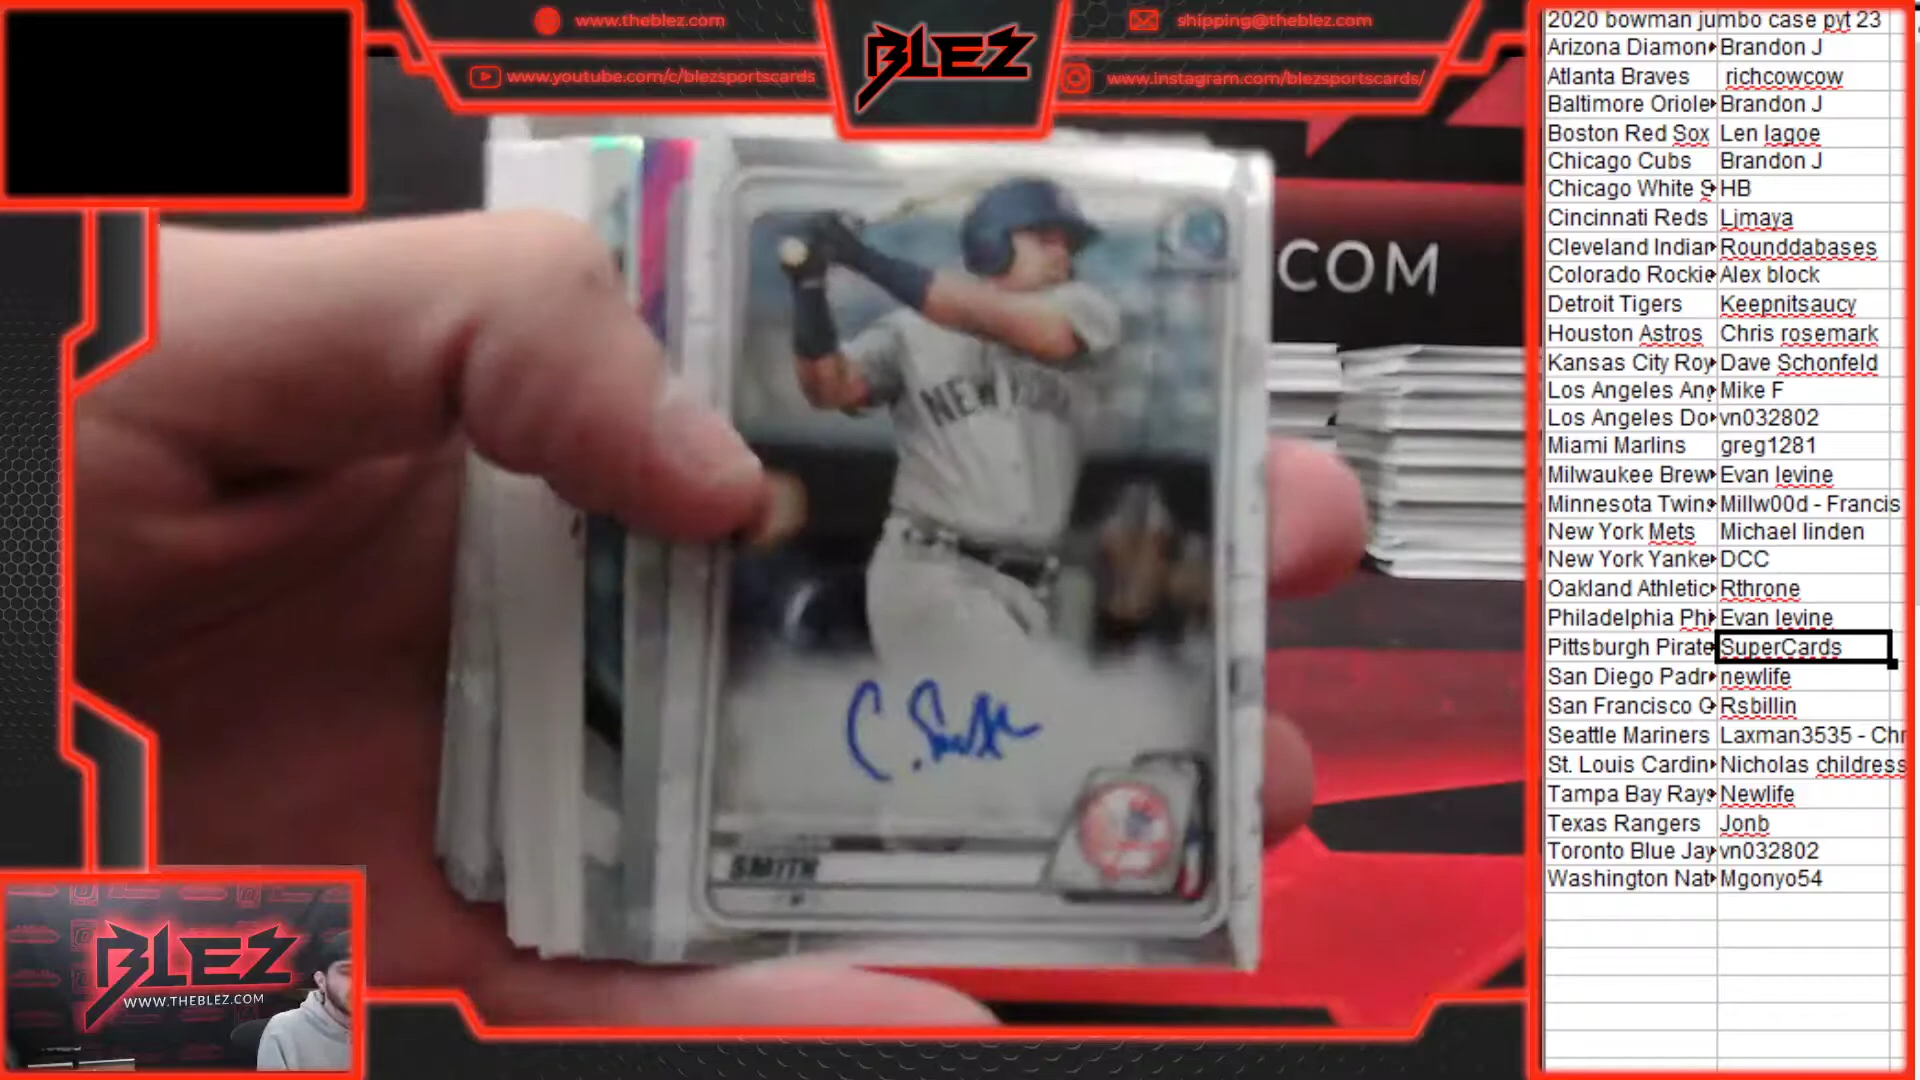 www.theblez.com
shipping@theblez.com
BLEZ
www.youtube.com/c/blezsportscards
www.instagram.com/blezsportscards/
COM
NEW YORK
C. Smith
SMITH
BLEZ
WWW.THEBLEZ.COM
2020 bowman jumbo case pyt 23
Arizona Diamon Brandon J
Atlanta Braves richcowcow
Baltimore Oriole Brandon J
Boston Red Sox Len lagoe
Chicago Cubs Brandon J
Chicago White S HB
Cincinnati Reds Ljmaya
Cleveland Indian Rounddabases
Colorado Rockie Alex block
Detroit Tigers Keepnitsaucy
Houston Astros Chris rosemark
Kansas City Roy Dave Schonfeld
Los Angeles Ang Mike F
Los Angeles Do vn032802
Miami Marlins greg1281
Milwaukee Brew Evan levine
Minnesota Twins Millw00d - Francis
New York Mets Michael linden
New York Yanke DCC
Oakland Athletic Rthrone
Philadelphia Phi Evan levine
Pittsburgh Pirate SuperCards
San Diego Padr newlife
San Francisco G Rsbillin
Seattle Mariners Laxman3535 - Chr
St. Louis Cardin Nicholas childress
Tampa Bay Rays Newlife
Texas Rangers Jonb
Toronto Blue Jay vn032802
Washington Nat Mgonyo54